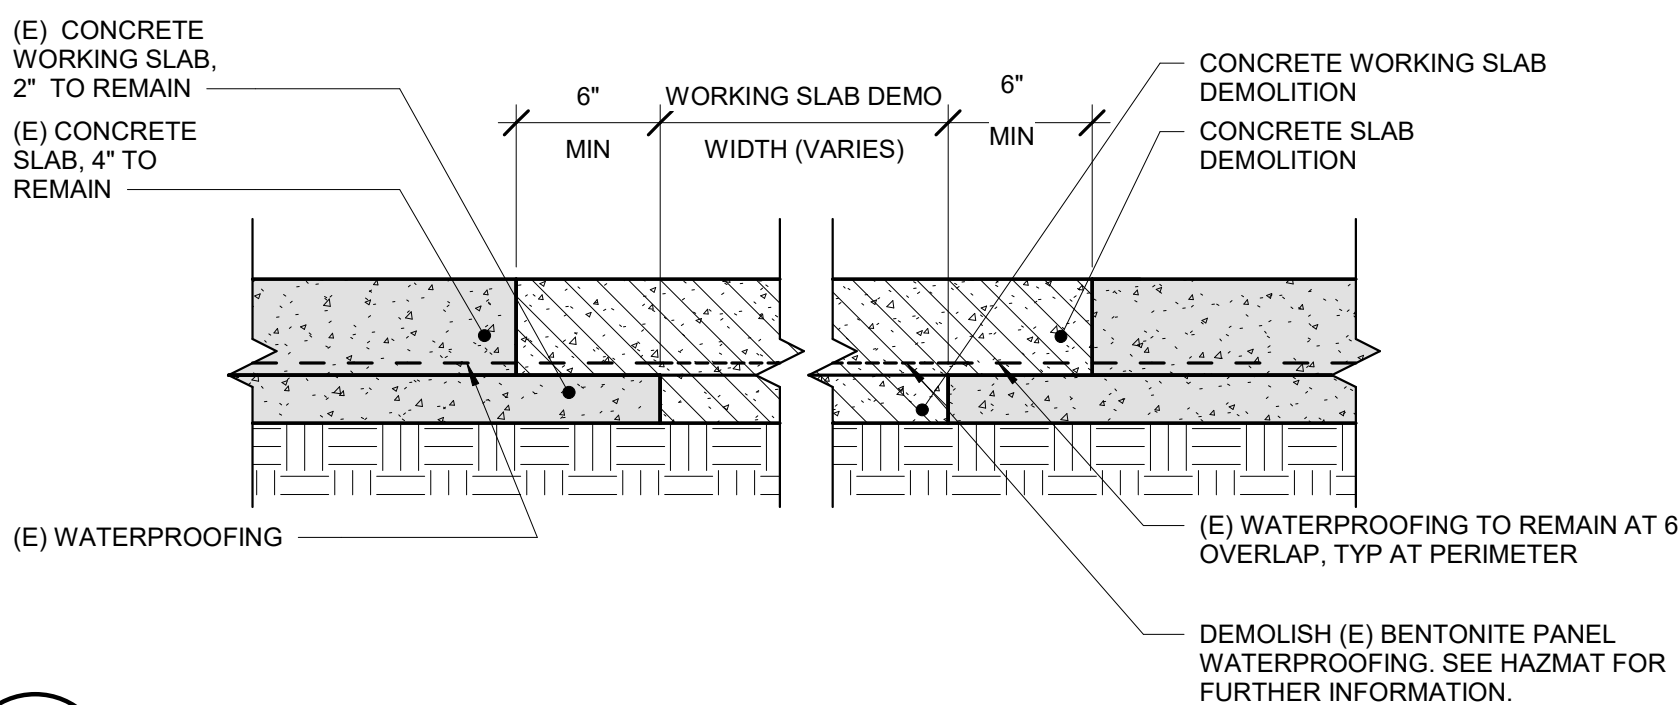 (E) CONCRETE
WORKING SLAB,
2" TO REMAIN
(E) CONCRETE
SLAB, 4" TO
REMAIN
6"
MIN
WORKING SLAB DEMO
WIDTH (VARIES)
6"
MIN
CONCRETE WORKING SLAB
DEMOLITION
CONCRETE SLAB
DEMOLITION
(E) WATERPROOFING
(E) WATERPROOFING TO REMAIN AT 6
OVERLAP, TYP AT PERIMETER
DEMOLISH (E) BENTONITE PANEL
WATERPROOFING. SEE HAZMAT FOR
FURTHER INFORMATION.